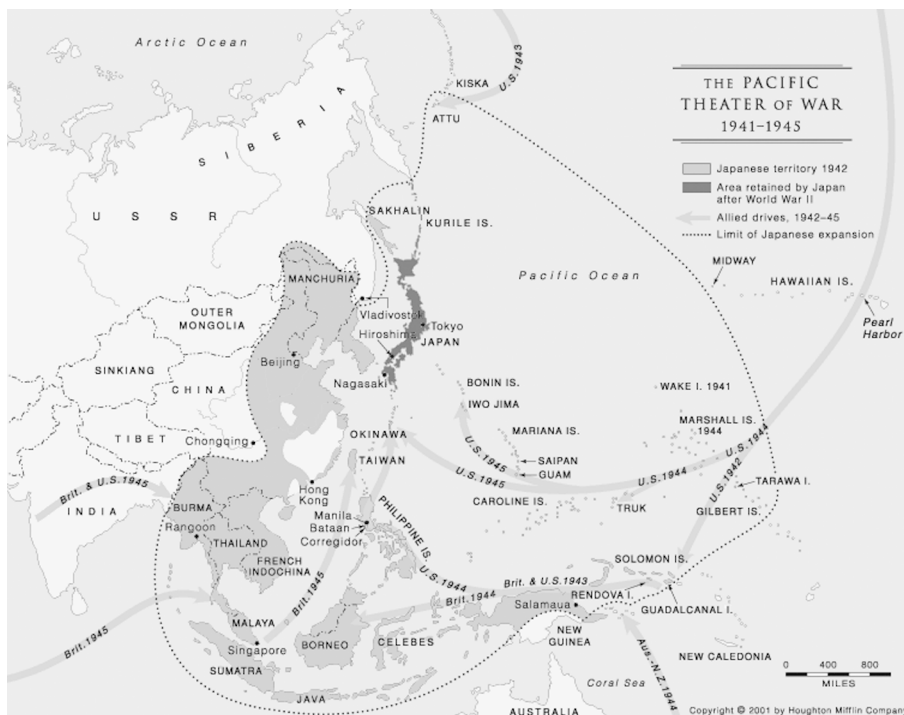 Arctic Ocean
U.S. 1943
KISKA
ATTU
THE PACIFIC
THEATER OF WAR
1941–1945
Japanese territory 1942
Area retained by Japan
after World War II
Allied drives, 1942–45
Limit of Japanese expansion
SIBERIA
USSR
SAKHALIN
KURILE IS.
Pacific Ocean
MIDWAY
HAWAIIAN IS.
Pearl
Harbor
MANCHURIA
OUTER
MONGOLIA
Vladivostok
Hiroshima
Tokyo
JAPAN
Beijing
SINKIANG
CHINA
Nagasaki
BONIN IS.
IWO JIMA
WAKE I. 1941
MARSHALL IS.
1944
U.S. 1944
TIBET
Chongqing
OKINAWA
TAIWAN
MARIANA IS.
SAIPAN
GUAM
U.S. 1945
U.S. 1945
U.S. 1944
U.S. 1942
Brit. & U.S. 1945
INDIA
BURMA
Rangoon
Hong
Kong
Manila
Bataan
Corregidor
PHILIPPINE IS.
CAROLINE IS.
TRUK
TARAWA I.
GILBERT IS.
THAILAND
FRENCH
INDOCHINA
Brit. 1945
U.S. 1944
Brit. 1944
Brit. & U.S. 1943
SOLOMON IS.
RENDOVA I.
GUADALCANAL I.
Salamaua
Brit. 1945
MALAYA
Singapore
BORNEO
CELEBES
SUMATRA
JAVA
NEW
GUINEA
Aus.-N.Z. 1944
NEW CALEDONIA
Coral Sea
AUSTRALIA
0 400 800
MILES
Copyright © 2001 by Houghton Mifflin Company